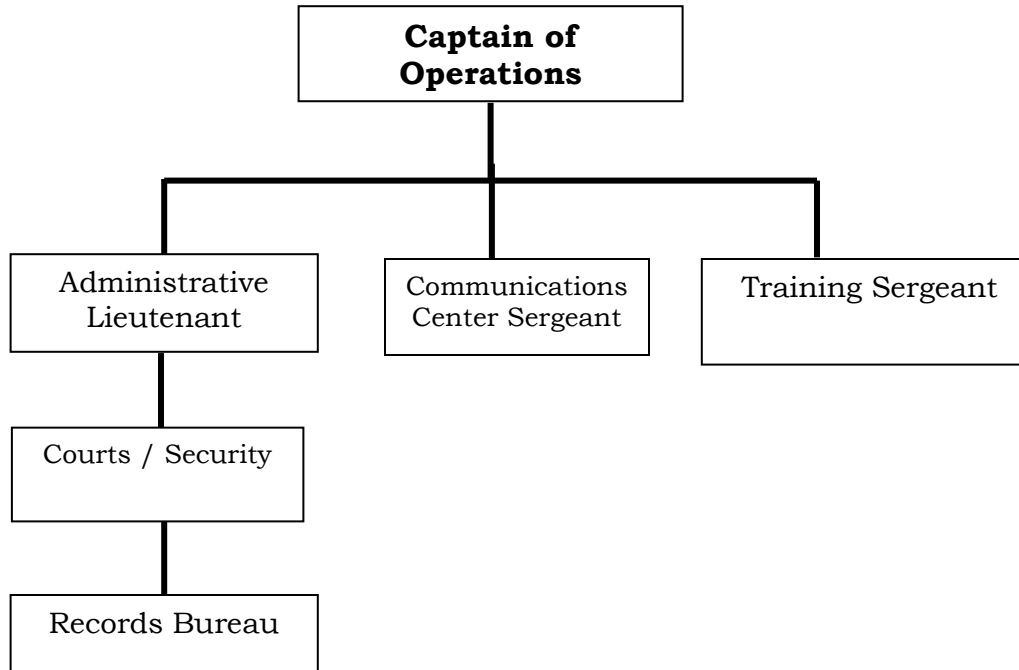 Captain of
Operations
Administrative
Lieutenant
Communications
Center Sergeant
Training Sergeant
Courts / Security
Records Bureau